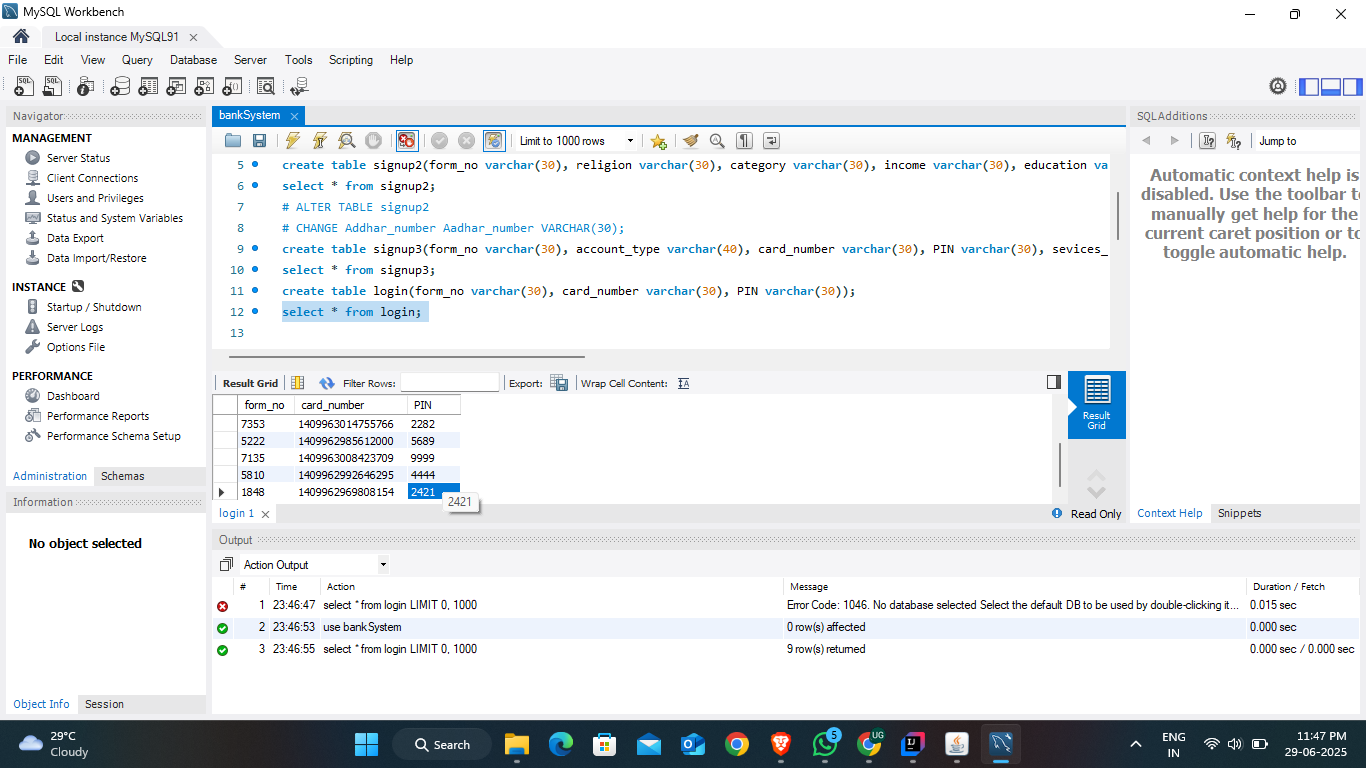 MySQL Workbench
Local instance MySQL91
File Edit View Query Database Server Tools Scripting Help
Navigator
MANAGEMENT
Server Status
Client Connections
Users and Privileges
Status and System Variables
Data Export
Data Import/Restore
INSTANCE
Startup / Shutdown
Server Logs
Options File
PERFORMANCE
Dashboard
Performance Reports
Performance Schema Setup
Administration Schemas
Information
No object selected
Object Info Session
bankSystem
Limit to 1000 rows
5 create table signup2(form_no varchar(30), religion varchar(30), category varchar(30), income varchar(30), education va
6 select * from signup2;
7 # ALTER TABLE signup2
8 # CHANGE Addhar_number Aadhar_number VARCHAR(30);
9 create table signup3(form_no varchar(30), account_type varchar(40), card_number varchar(30), PIN varchar(30), sevices_
10 select * from signup3;
11 create table login(form_no varchar(30), card_number varchar(30), PIN varchar(30));
12 select * from login;
13
Result Grid Filter Rows: Export: Wrap Cell Content:
form_no card_number PIN
7353 1409963014755766 2282
5222 1409962985612000 5689
7135 1409963008423709 9999
5810 1409962992646295 4444
1848 1409962969808154 2421
2421
Result
Grid
login 1
Read Only
SQLAdditions
Jump to
Automatic context help is
disabled. Use the toolbar to
manually get help for the
current caret position or to
toggle automatic help.
Context Help Snippets
Output
Action Output
# Time Action Message Duration / Fetch
1 23:46:47 select * from login LIMIT 0, 1000 Error Code: 1046. No database selected Select the default DB to be used by double-clicking it... 0.015 sec
2 23:46:53 use bankSystem 0 row(s) affected 0.000 sec
3 23:46:55 select * from login LIMIT 0, 1000 9 row(s) returned 0.000 sec / 0.000 sec
29°C
Cloudy
Search
5
UG
ENG
IN
11:47 PM
29-06-2025